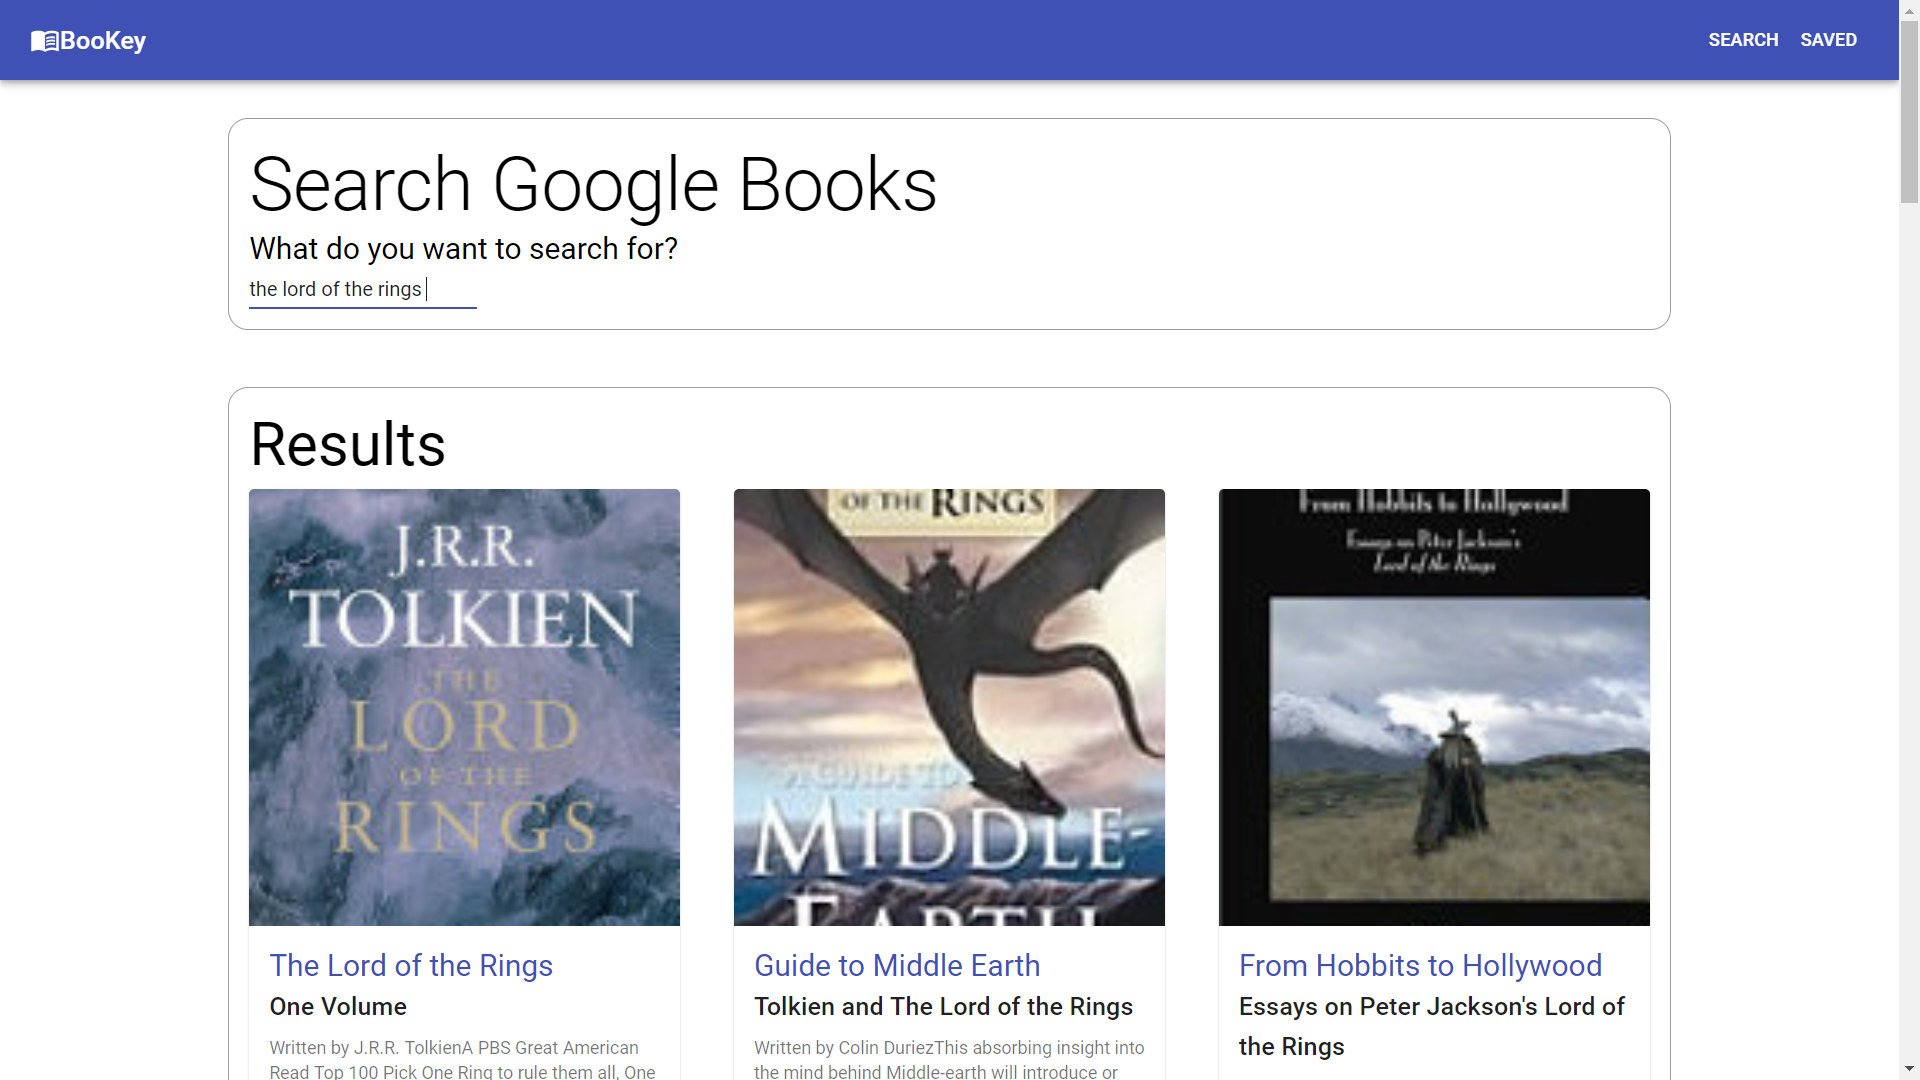 BooKey
SEARCH SAVED
Search Google Books
What do you want to search for?
the lord of the rings
Results
J.R.R.
TOLKIEN
THE
LORD
OF THE
RINGS
OF THE RINGS
A GUIDE TO
MIDDLE-
EARTH
From Hobbits to Hollywood
Essays on Peter Jackson's
Lord of the Rings
The Lord of the Rings
One Volume
Written by J.R.R. TolkienA PBS Great American
Read Top 100 Pick One Ring to rule them all, One
Guide to Middle Earth
Tolkien and The Lord of the Rings
Written by Colin DuriezThis absorbing insight into
the mind behind Middle-earth will introduce or
From Hobbits to Hollywood
Essays on Peter Jackson's Lord of
the Rings